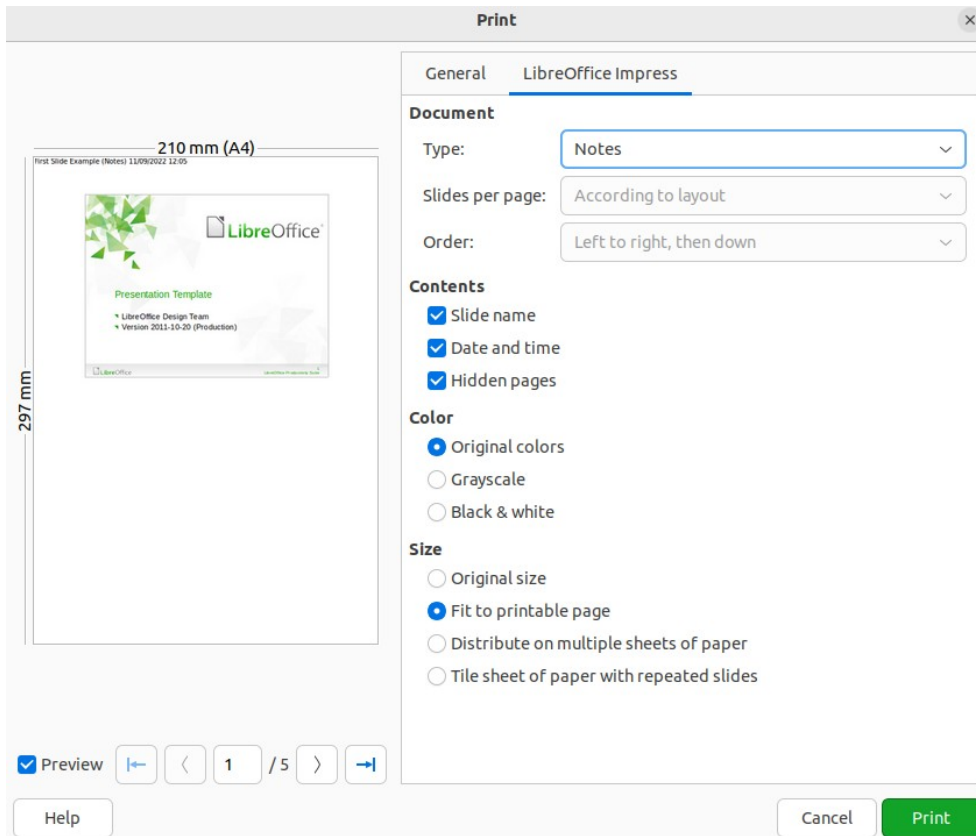 Print
General LibreOffice Impress
210 mm (A4)
297 mm
First Slide Example (Notes) 11/09/2022 12:05
LibreOffice
Presentation Template
LibreOffice Design Team
Version 2011-10-20 (Production)
LibreOffice
LibreOffice Productivity Suite
Document
Type: Notes
Slides per page: According to layout
Order: Left to right, then down
Contents
Slide name
Date and time
Hidden pages
Color
Original colors
Grayscale
Black & white
Size
Original size
Fit to printable page
Distribute on multiple sheets of paper
Tile sheet of paper with repeated slides
Preview 1 / 5
Help Cancel Print